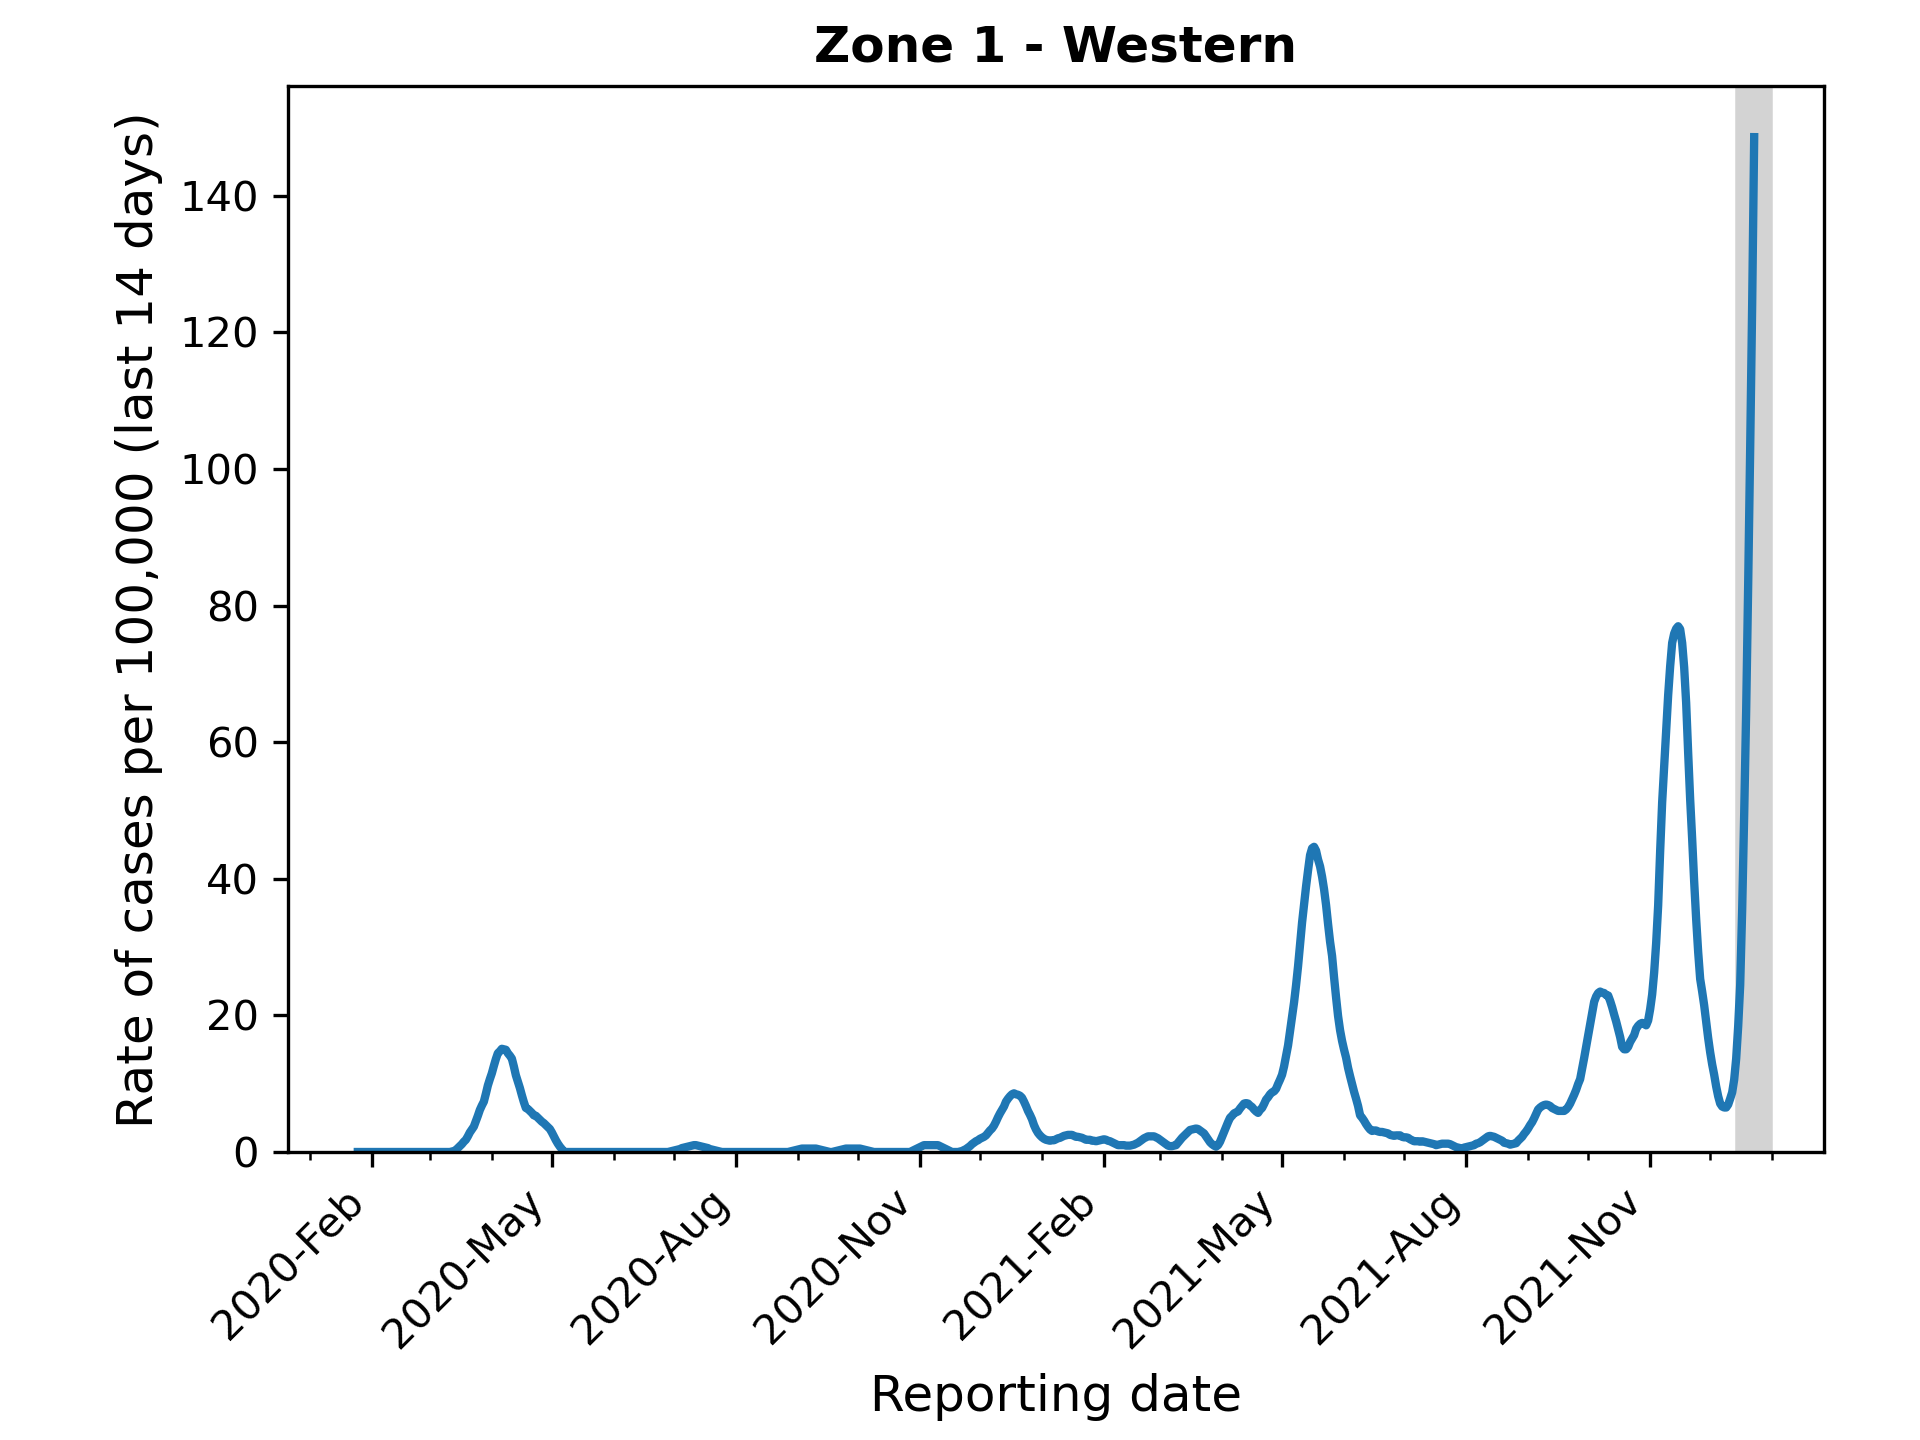 Zone 1 - Western
Rate of cases per 100,000 (last 14 days)
140
120
100
80
60
40
20
0
2020-Feb
2020-May
2020-Aug
2020-Nov
2021-Feb
2021-May
2021-Aug
2021-Nov
Reporting date